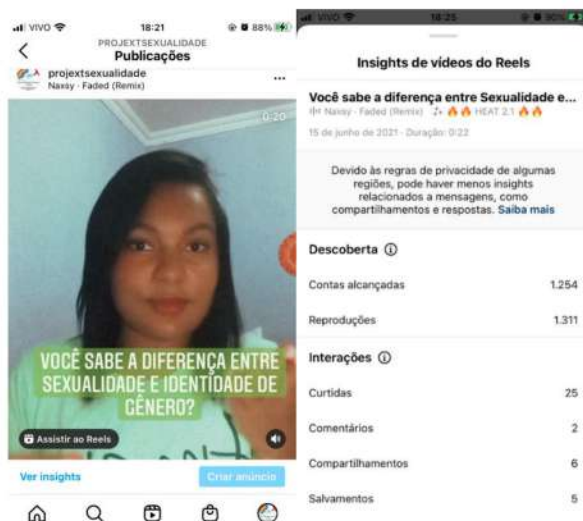 VIVO 18:21 88%
PROJEXTSEXUALIDADE
Publicações
projextsexualidade
Naxsy · Faded (Remix)
0:20
VOCÊ SABE A DIFERENÇA ENTRE
SEXUALIDADE E IDENTIDADE DE
GÊNERO?
Assistir ao Reels
Ver insights
Criar anúncio
VIVO 18:25 90%
Insights de vídeos do Reels
Você sabe a diferença entre Sexualidade e...
Naxsy · Faded (Remix) HEAT 2.1
15 de junho de 2021 · Duração: 0:22
Devido às regras de privacidade de algumas
regiões, pode haver menos insights
relacionados a mensagens, como
compartilhamentos e respostas. Saiba mais
Descoberta
Contas alcançadas 1.254
Reproduções 1.311
Interações
Curtidas 25
Comentários 2
Compartilhamentos 6
Salvamentos 5